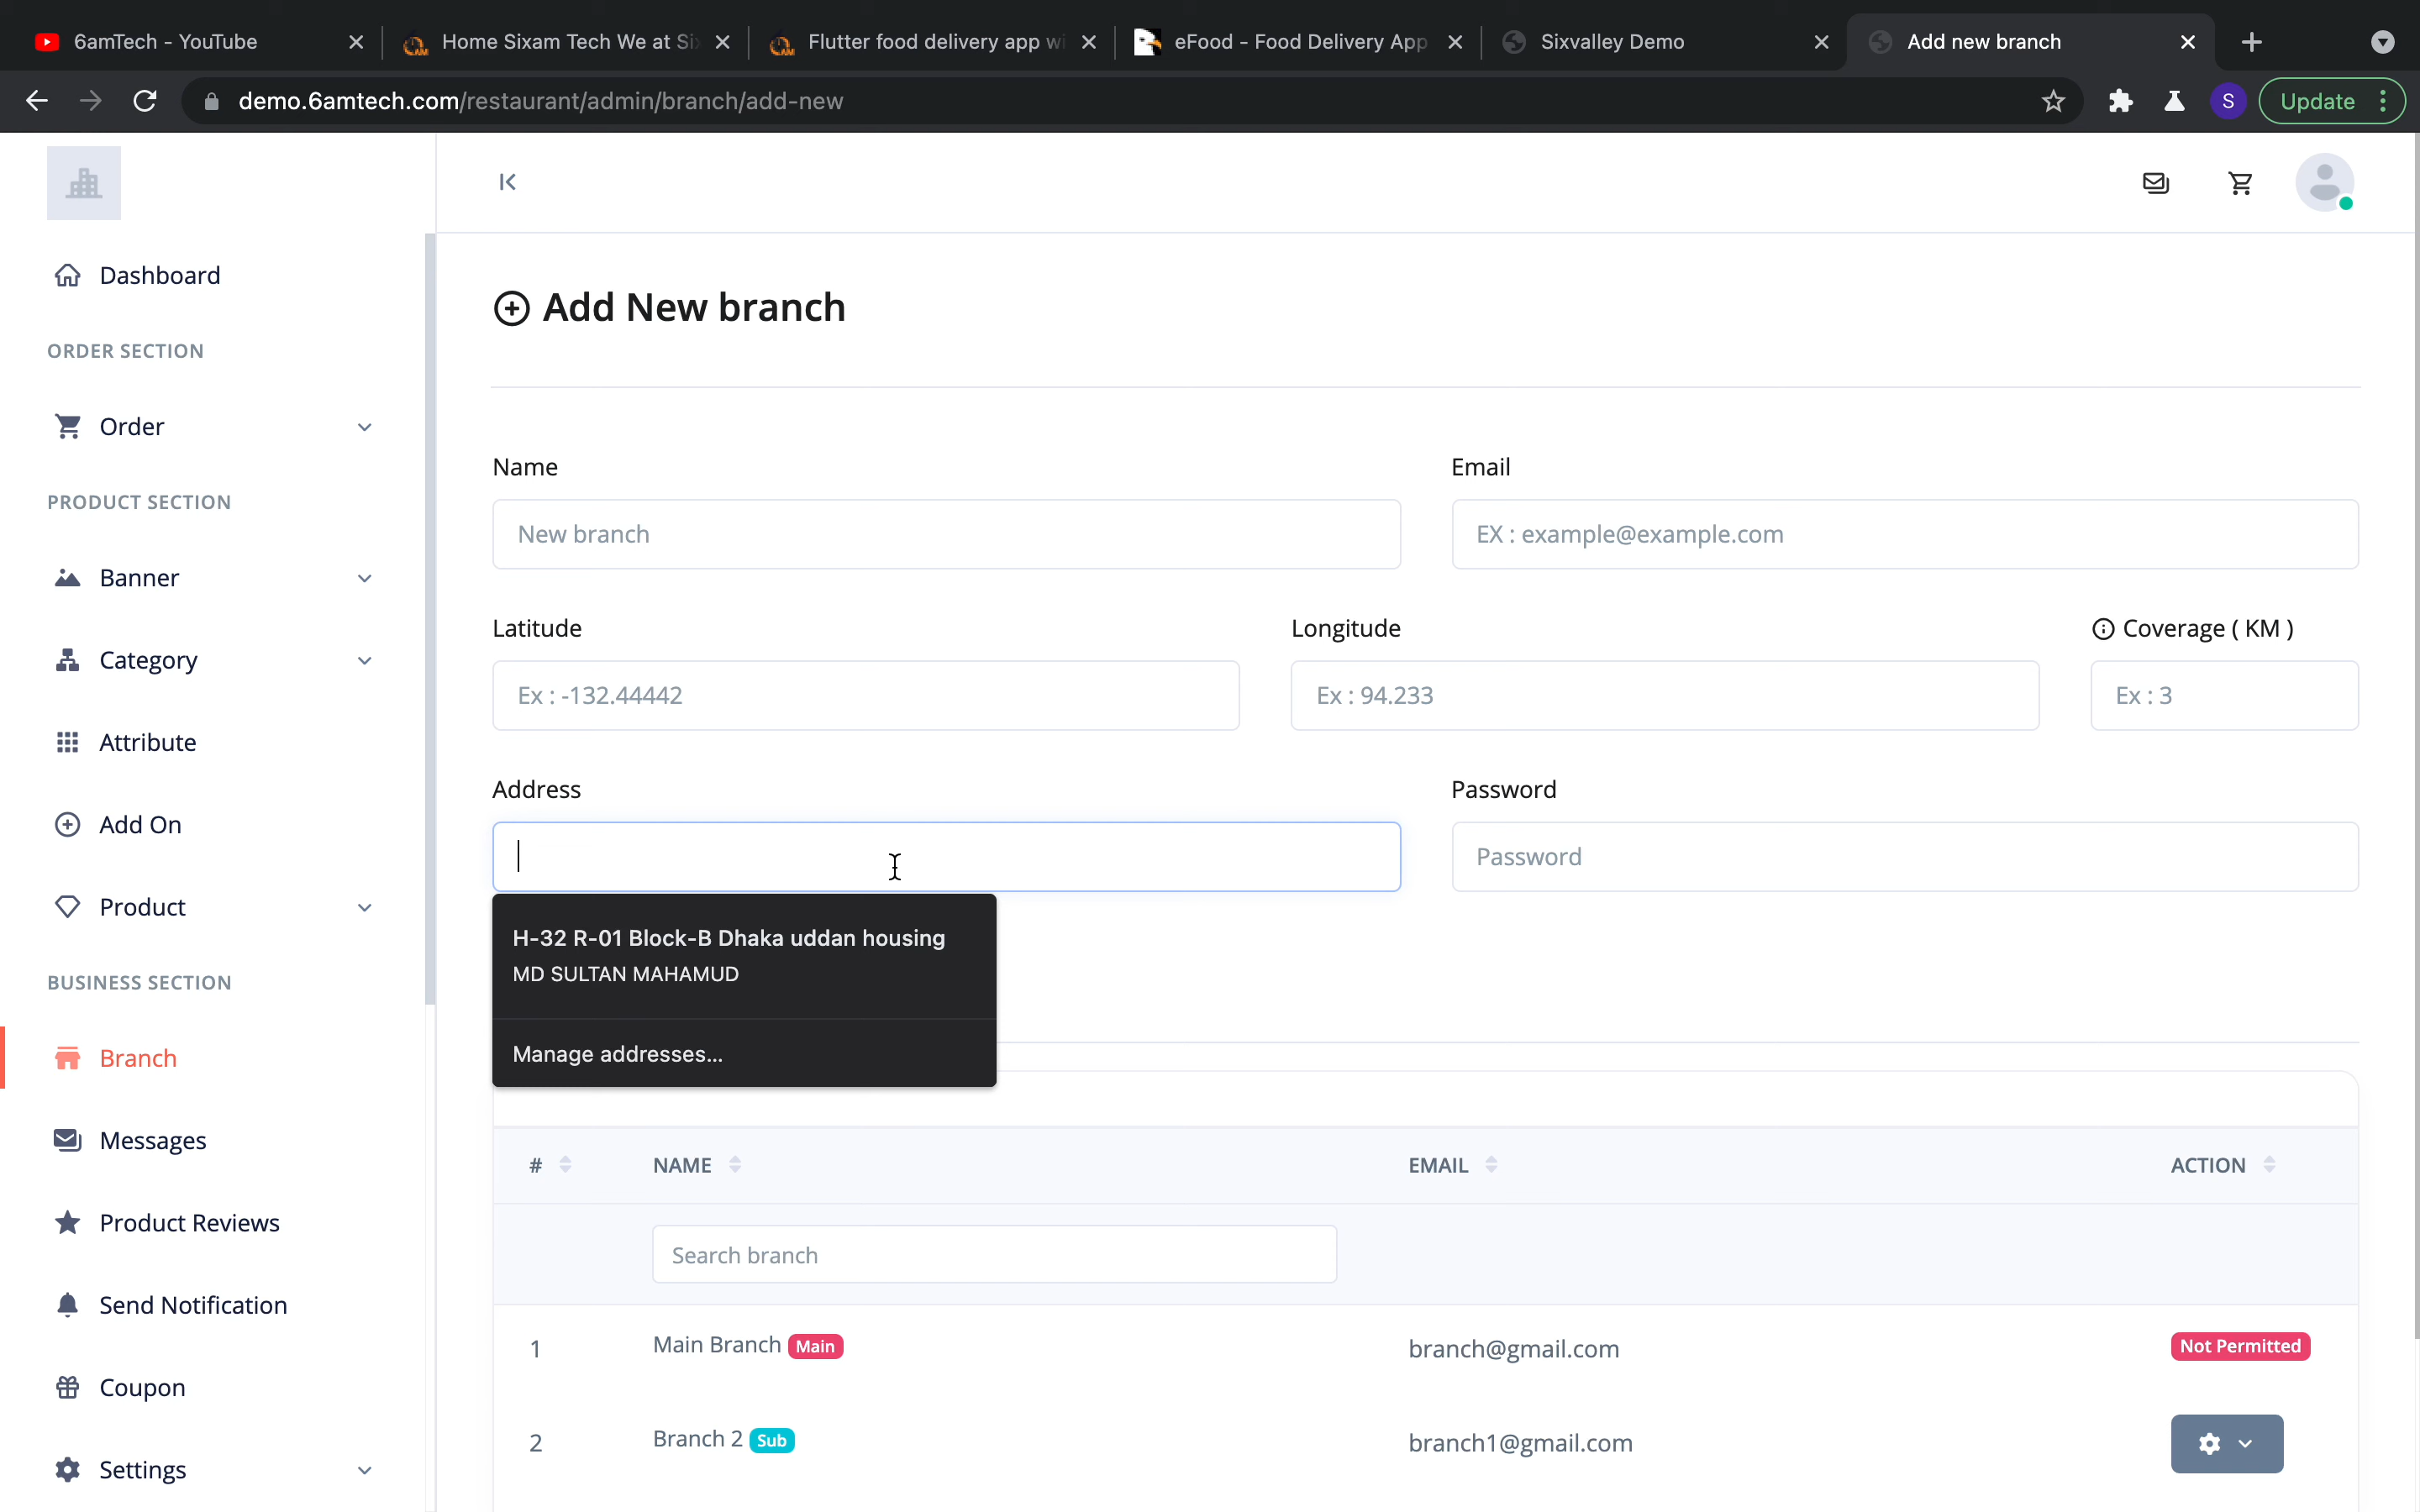 6amTech - YouTube
Home Sixam Tech We at Si
Flutter food delivery app wi
eFood - Food Delivery App
Sixvalley Demo
Add new branch
demo.6amtech.com/restaurant/admin/branch/add-new
S
Update
Dashboard
ORDER SECTION
Order
PRODUCT SECTION
Banner
Category
Attribute
Add On
Product
BUSINESS SECTION
Branch
Messages
Product Reviews
Send Notification
Coupon
Settings
Add New branch
Name
Email
New branch
EX : example@example.com
Latitude
Longitude
Coverage ( KM )
Ex : -132.44442
Ex : 94.233
Ex : 3
Address
Password
Password
H-32 R-01 Block-B Dhaka uddan housing
MD SULTAN MAHAMUD
Manage addresses...
# NAME EMAIL ACTION
Search branch
1 Main Branch Main branch@gmail.com Not Permitted
2 Branch 2 Sub branch1@gmail.com